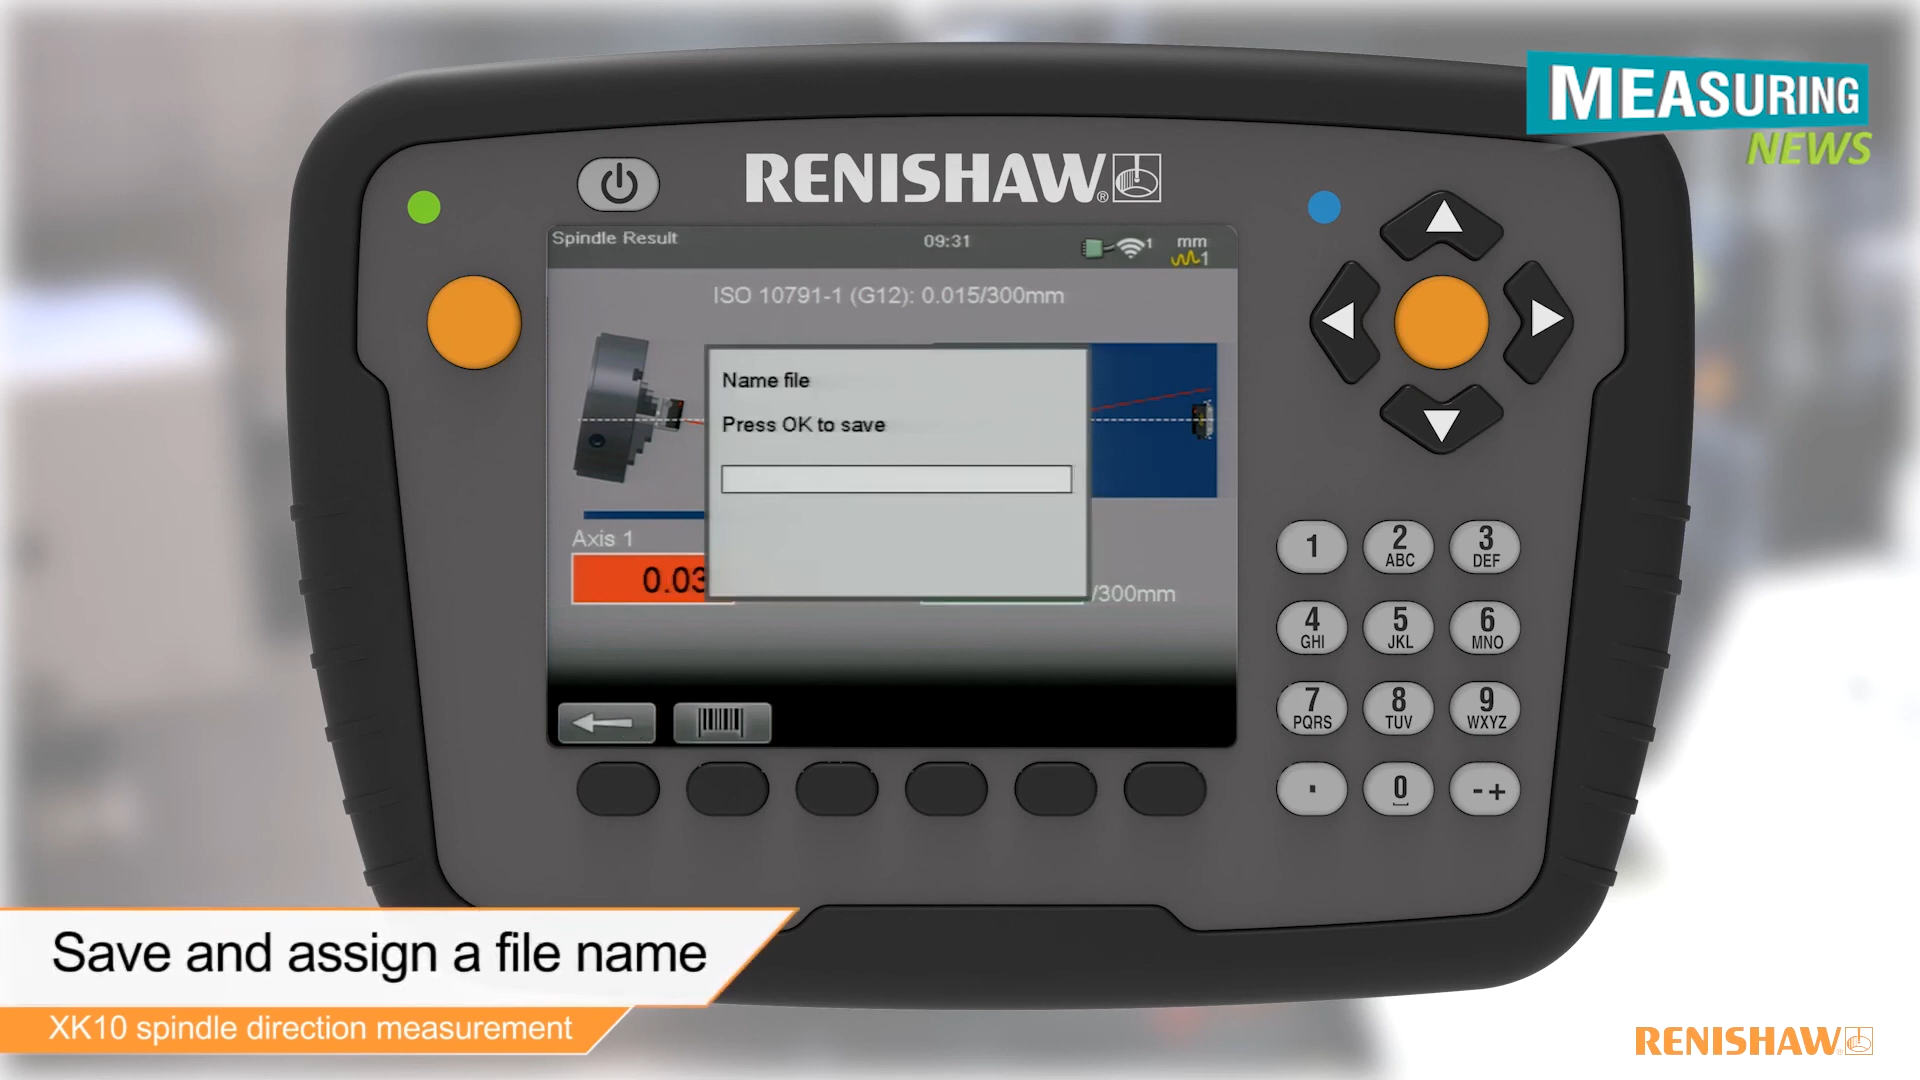 MEASURING
NEWS
RENISHAW®
Spindle Result
09:31
1
mm
1
ISO 10791-1 (G12): 0.015/300mm
Name file
Press OK to save
Axis 1
0.03
/300mm
1
2
ABC
3
DEF
4
GHI
5
JKL
6
MNO
7
PQRS
8
TUV
9
WXYZ
.
0
-+
Save and assign a file name
XK10 spindle direction measurement
RENISHAW